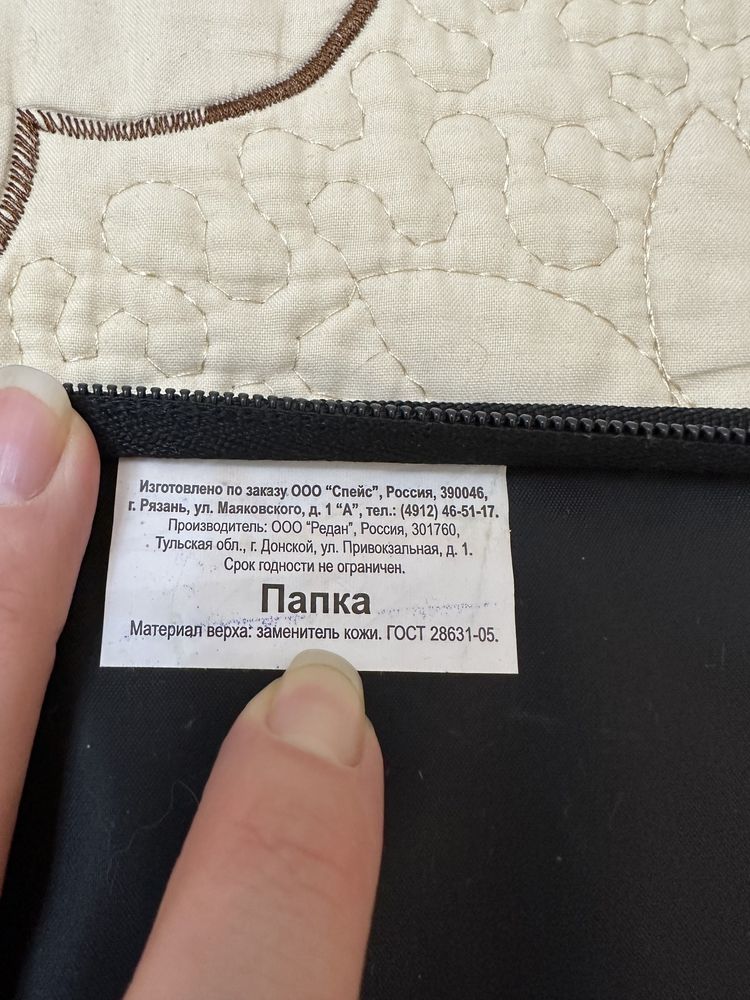 Изготовлено по заказу ООО "Спейс", Россия, 390046,
г. Рязань, ул. Маяковского, д. 1 "А", тел.: (4912) 46-51-17.
Производитель: ООО "Редан", Россия, 301760,
Тульская обл., г. Донской, ул. Привокзальная, д. 1.
Срок годности не ограничен.
Папка
Материал верха: заменитель кожи. ГОСТ 28631-05.